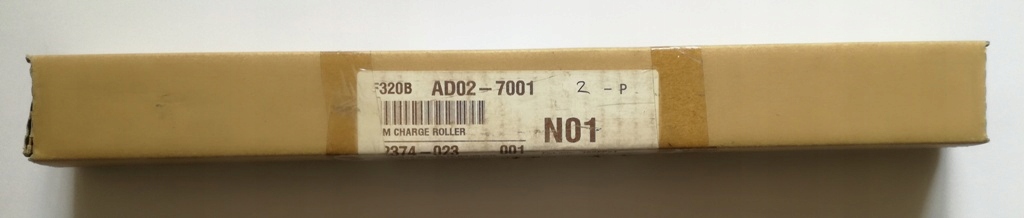 F320B AD02-7001 2 - P
M CHARGE ROLLER
N01
2374-023 001